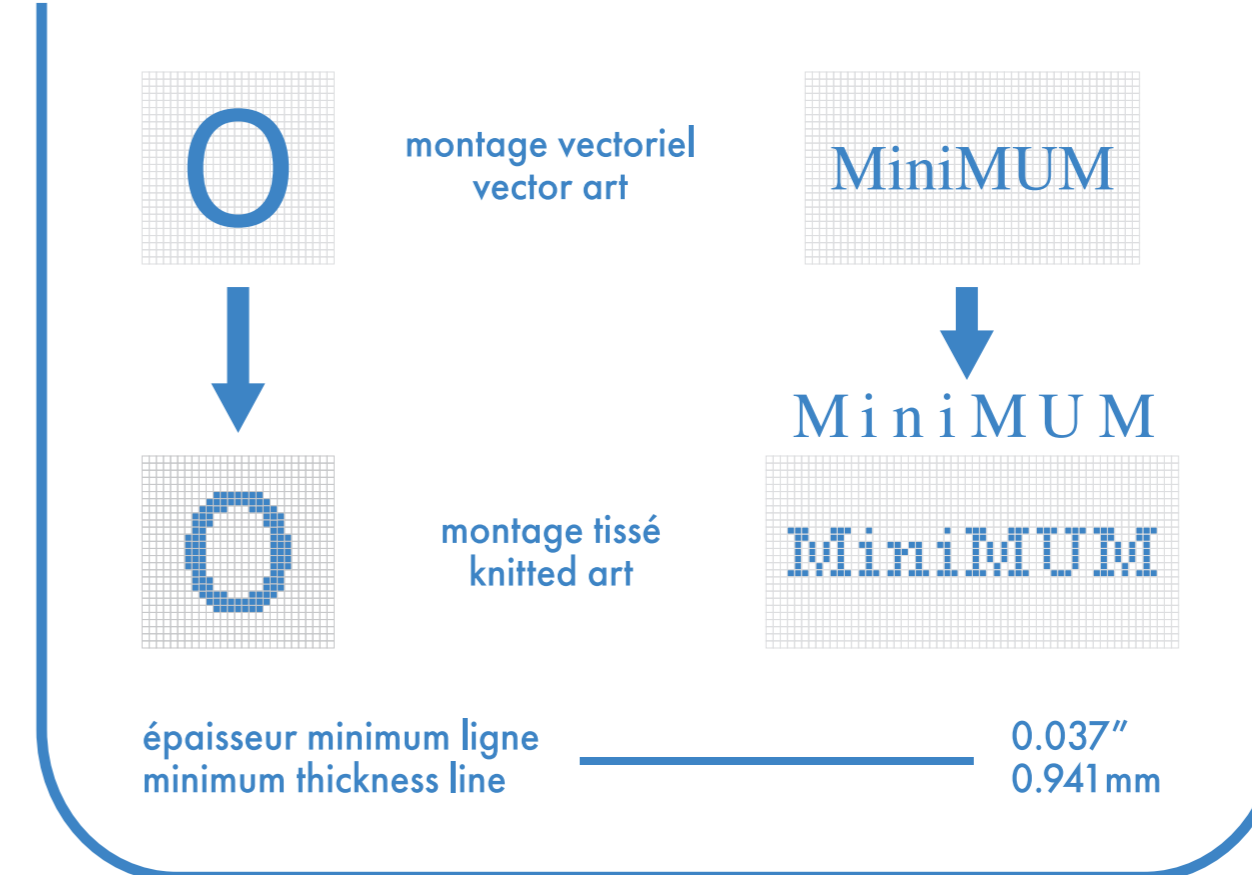 O
montage vectoriel
vector art
MiniMUM
MiniMUM
O
montage tissé
knitted art
MiniMUM
épaisseur minimum ligne
minimum thickness line
0.037"
0.941mm